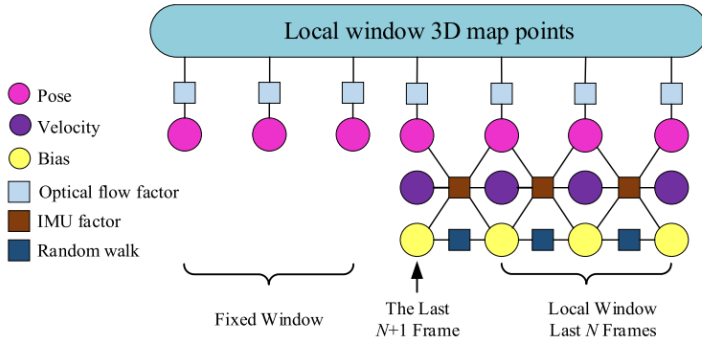 Local window 3D map points
Pose
Velocity
Bias
Optical flow factor
IMU factor
Random walk
Fixed Window
The Last
N+1 Frame
Local Window
Last N Frames